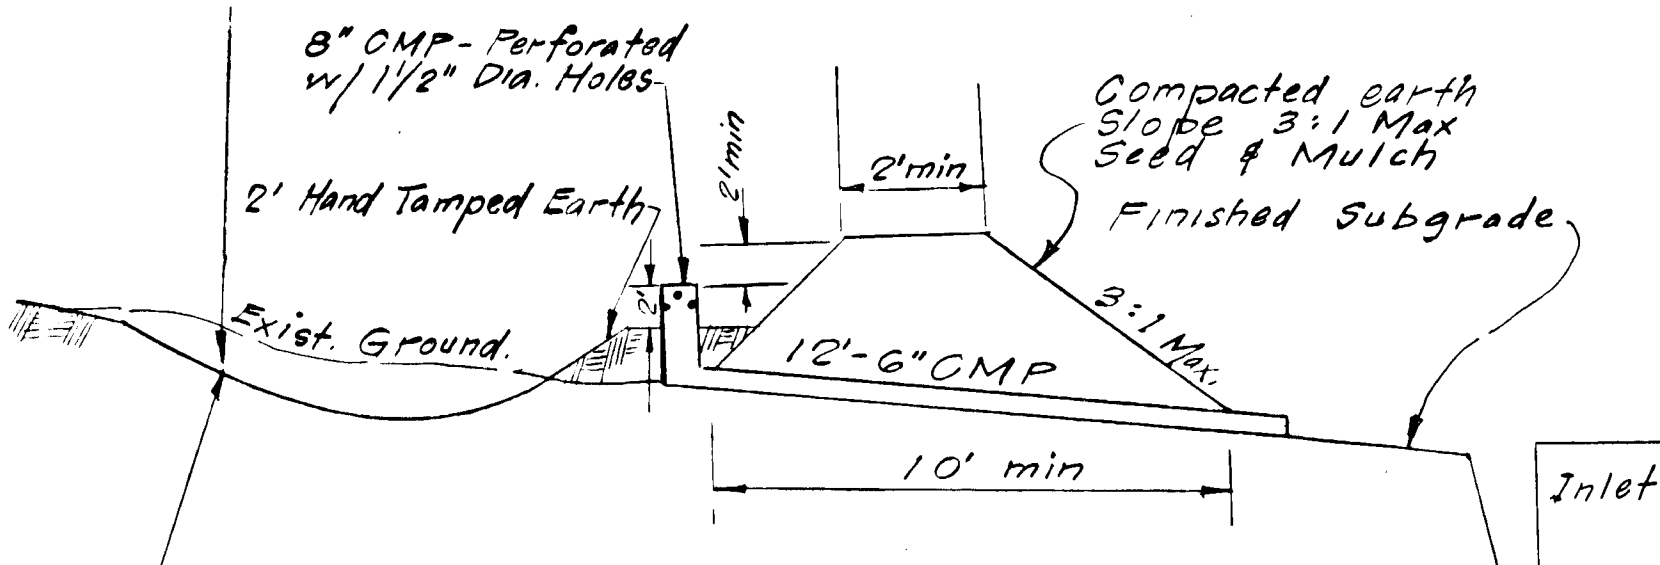 8" CMP - Perforated
w/ 1 1/2" Dia. Holes
2' Hand Tamped Earth
Exist. Ground.
2'min
2'
2'min
Compacted earth
Slope 3:1 Max
Seed & Mulch
Finished Subgrade
3:1 Max.
12'-6" CMP
10' min
Inlet